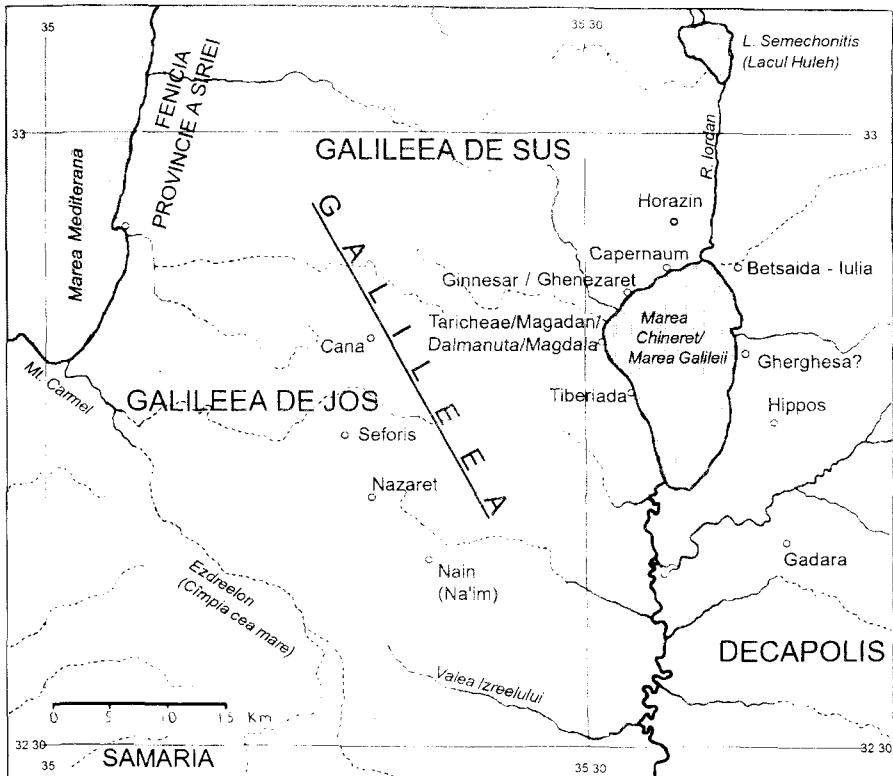 35
35 30
L. Semechonitis
(Lacul Huleh)
FENICIA
PROVINCIE A SIRIEI
33
33
GALILEEA DE SUS
R. Iordan
Marea Mediterană
GALILEEA
Horazin
Capernaum
Betsaida - Iulia
Ginnesar / Ghenezaret
Taricheae/Magadan/
Dalmanuta/Magdala
Marea
Chineret/
Marea Galileii
Cana
Gherghesa?
Mt. Carmel
GALILEEA DE JOS
Tiberiada
Hippos
Seforis
Nazaret
Gadara
Nain
(Na'im)
Ezdreelon
(Cîmpia cea mare)
DECAPOLIS
Valea Izreelului
0 5 10 15 Km
SAMARIA
32 30
35
35 30
32 30